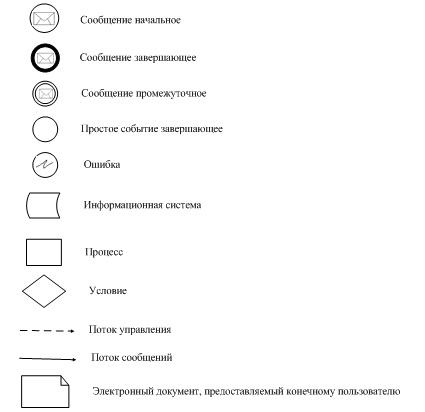 Сообщение начальное
Сообщение завершающее
Сообщение промежуточное
Простое событие завершающее
Ошибка
Информационная система
Процесс
Условие
Поток управления
Поток сообщений
Электронный документ, предоставляемый конечному пользователю